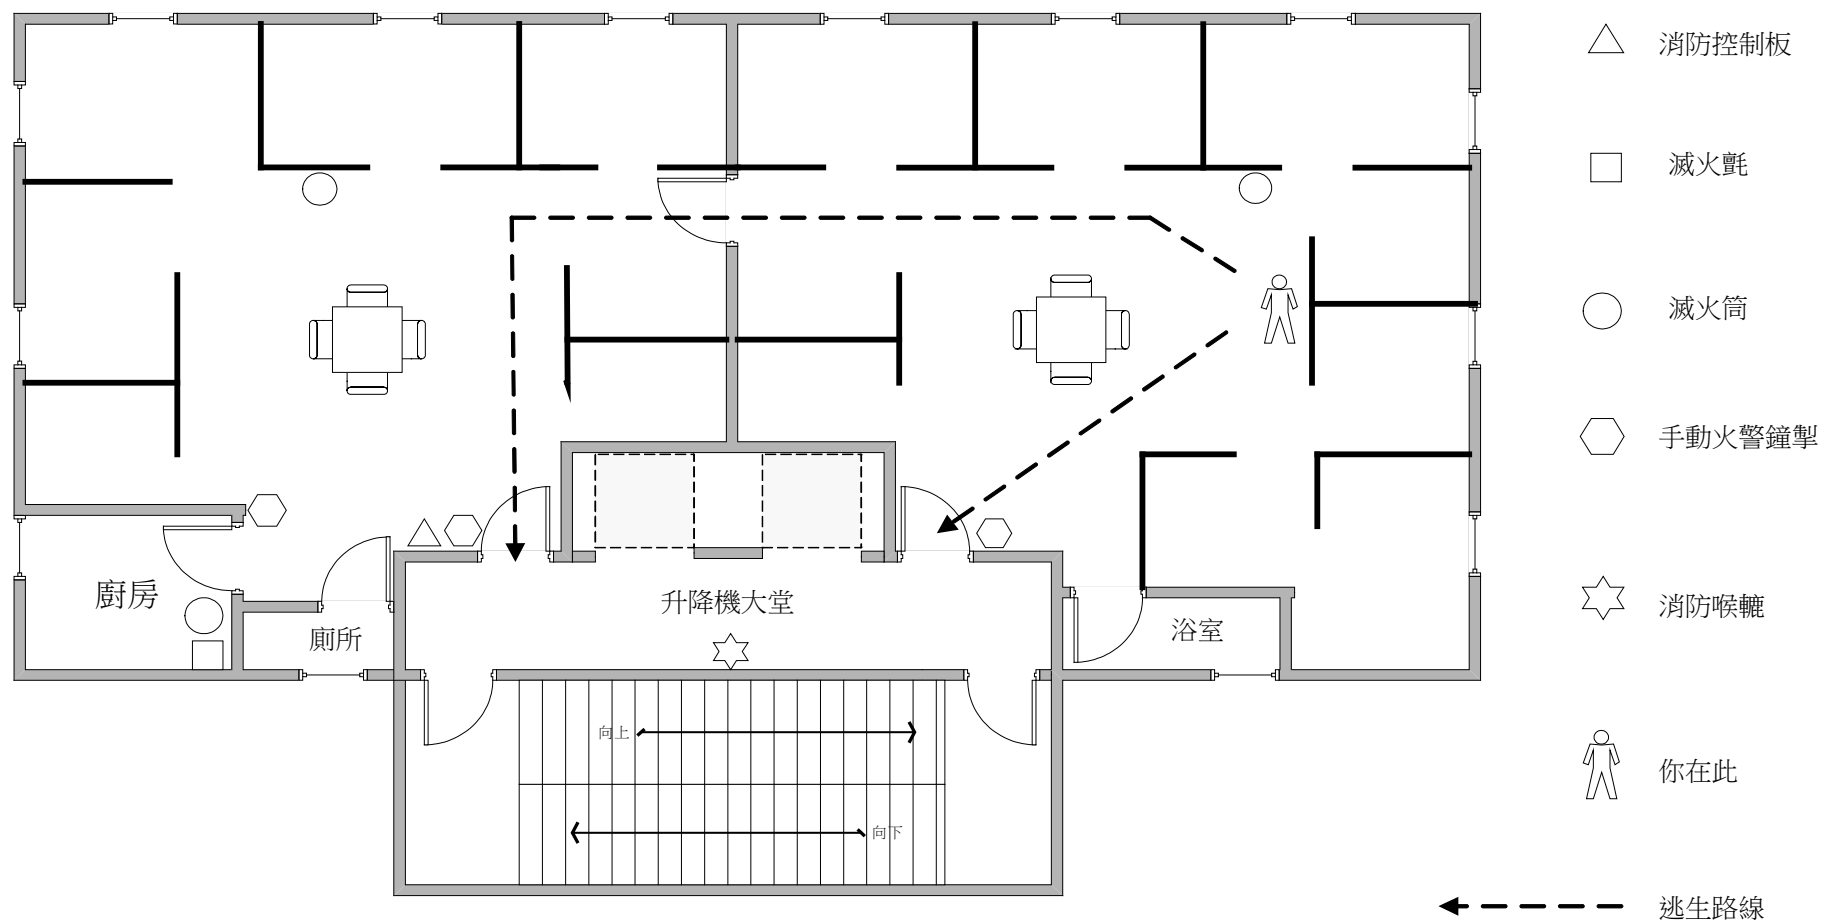 消防控制板
滅火氈
滅火筒
手動火警鐘掣
消防喉轆
你在此
逃生路線
廚房
廁所
升降機大堂
浴室
向上
向下